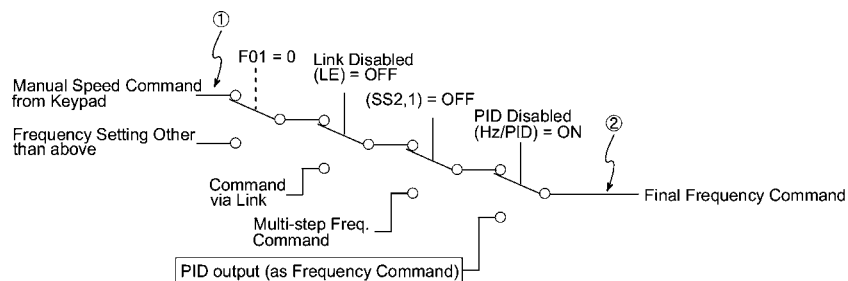 ①
F01 = 0
Link Disabled
(LE) = OFF
(SS2,1) = OFF
PID Disabled
(Hz/PID) = ON
②
Manual Speed Command
from Keypad
Frequency Setting Other
than above
Command
via Link
Multi-step Freq.
Command
PID output (as Frequency Command)
Final Frequency Command